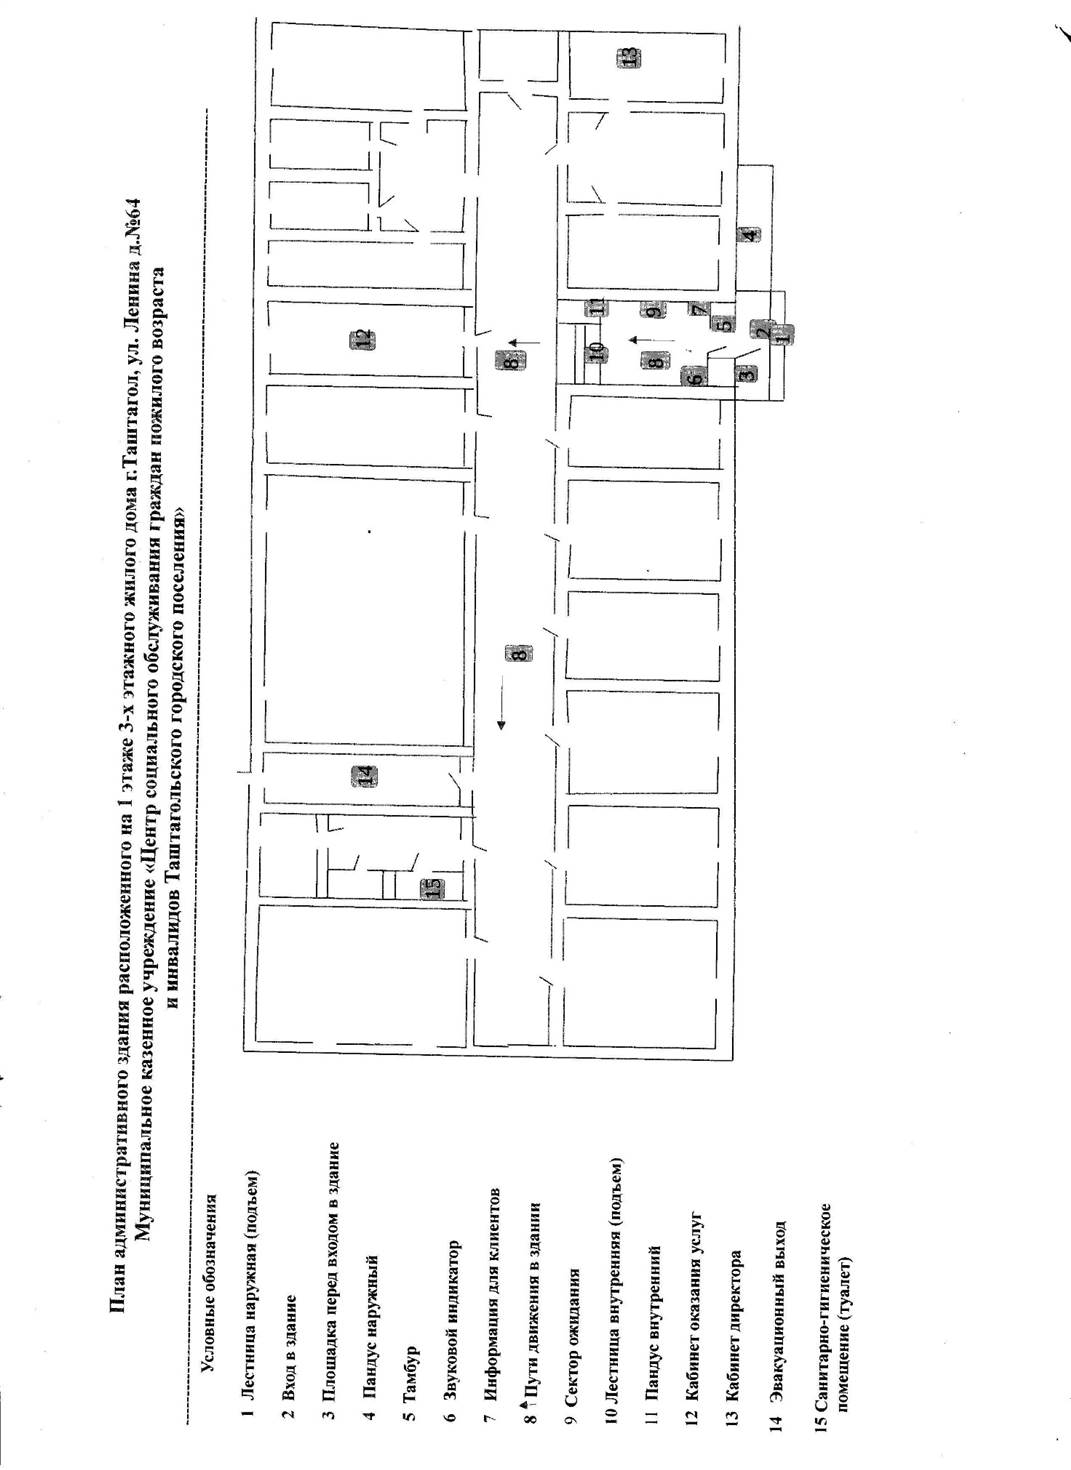 План административного здания расположенного на 1 этаже 3-х этажного жилого дома г.Таштагол, ул. Ленина д.№64
Муниципальное казенное учреждение «Центр социального обслуживания граждан пожилого возраста
и инвалидов Таштагольского городского поселения»
Условные обозначения
1 Лестница наружная (подъем)
2 Вход в здание
3 Площадка перед входом в здание
4 Пандус наружный
5 Тамбур
6 Звуковой индикатор
7 Информация для клиентов
8 Пути движения в здании
9 Сектор ожидания
10 Лестница внутренняя (подъем)
11 Пандус внутренний
12 Кабинет оказания услуг
13 Кабинет директора
14 Эвакуационный выход
15 Санитарно-гигиеническое
помещение (туалет)
15
14
8
12
8
10
11
8
9
6
7
5
3
2
1
4
13